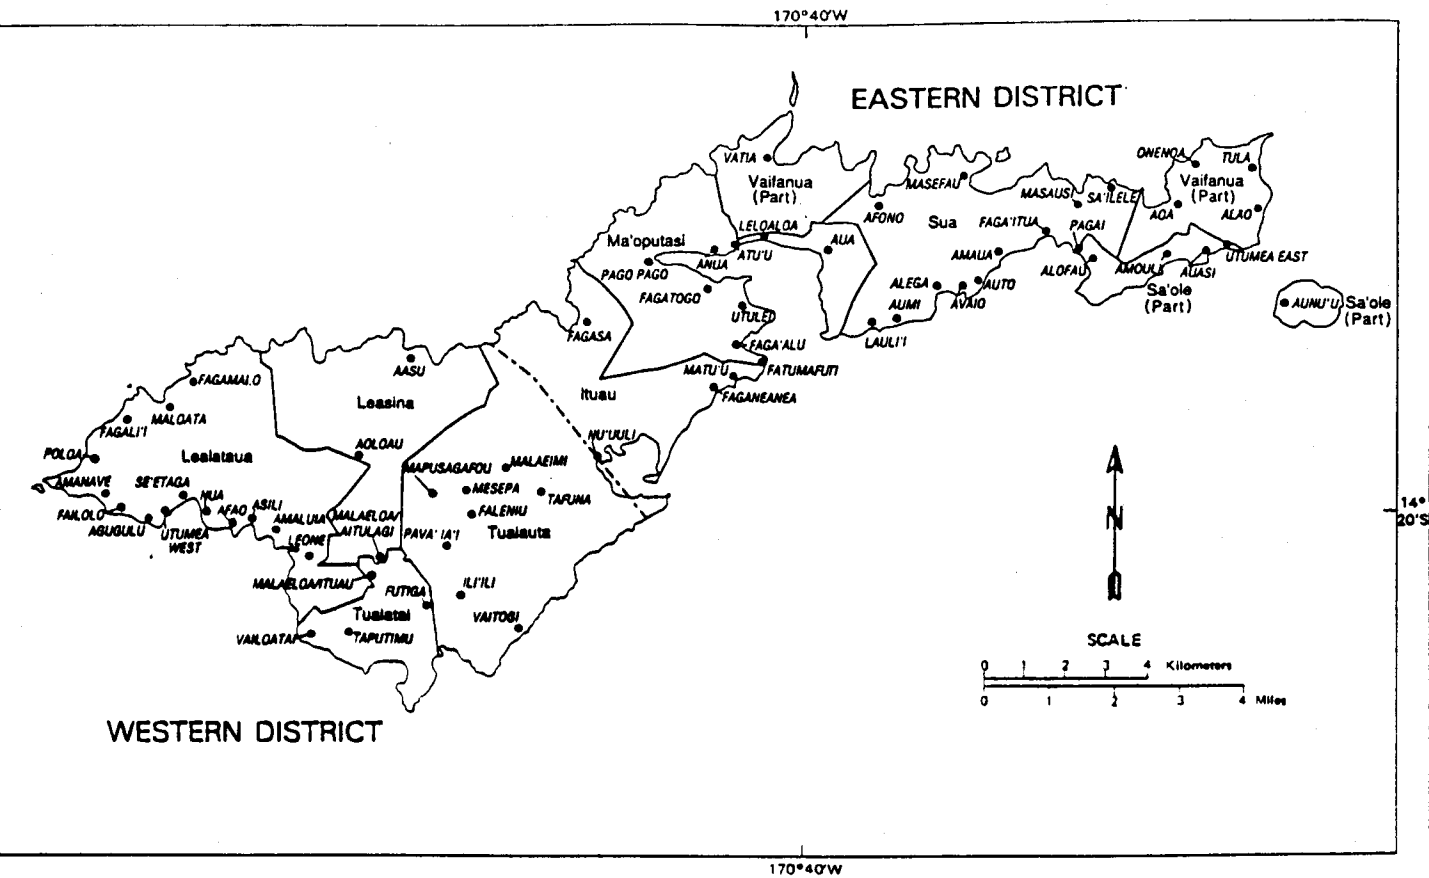 170°40'W
EASTERN DISTRICT
VATIA
Vaifanua
(Part)
MASEFAU
ONENOA
TULA
Vaifanua
(Part)
MASAUSI
SA'ILELE
AOA
ALAO
AFONO
Sua
FAGA'ITUA
PAGAI
LELOALOA
AUA
Ma'oputasi
ATU'U
ANUA
AMAUA
ALOFAU
AMOULI
AUASI
UTUMEA EAST
PAGO PAGO
FAGATOGO
ALEGA
AUTO
AVAIO
AUMI
Sa'ole
(Part)
AUNU'U
Sa'ole
(Part)
UTULEI
FAGASA
LAULI'I
FAGA'ALU
MATU'U
FATUMAFUTI
FAGANEANEA
AASU
FAGAMALO
Leasina
Ituau
MALOATA
FAGALI'I
NU'UULI
POLOA
Lealataua
AOLOAU
MAPUSAGAFOU
MALAEIMI
AMANAVE
SE'ETAGA
NUA
MESEPA
TAFUNA
FAILOLO
AFAO
ASILI
FALENIU
AGUGULU
UTUMEA
WEST
AMALUIA
MALAELOA/
AITULAGI
PAVA'IA'I
Tualauta
LEONE
MALAELOA/ITUAU
FUTIGA
ILI'ILI
Tualatai
VAITOGI
VAILOATAI
TAPUTIMU
WESTERN DISTRICT
14°
20'S
N
SCALE
0 1 2 3 4 Kilometers
0 1 2 3 4 Miles
170°40'W